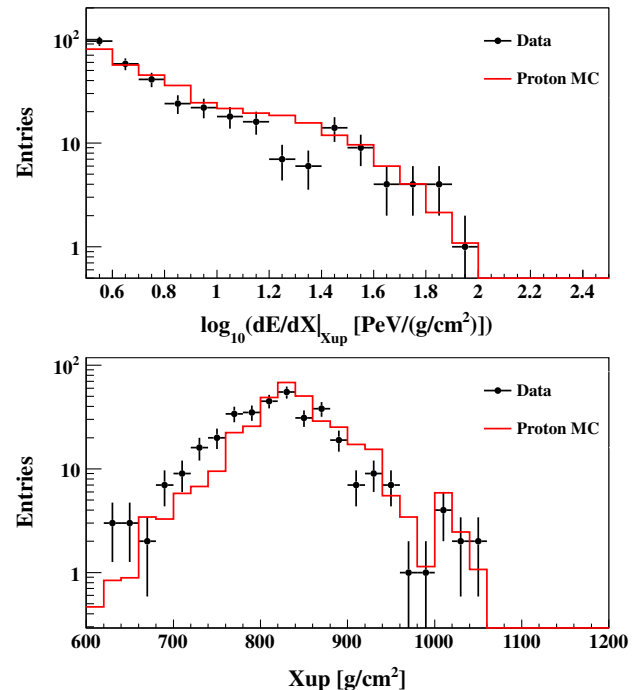 10²
Data
Proton MC
Entries
10
1
0.6 0.8 1 1.2 1.4 1.6 1.8 2 2.2 2.4
log₁₀(dE/dX|Xup [PeV/(g/cm²)])
10²
Data
Proton MC
Entries
10
1
600 700 800 900 1000 1100 1200
Xup [g/cm²]